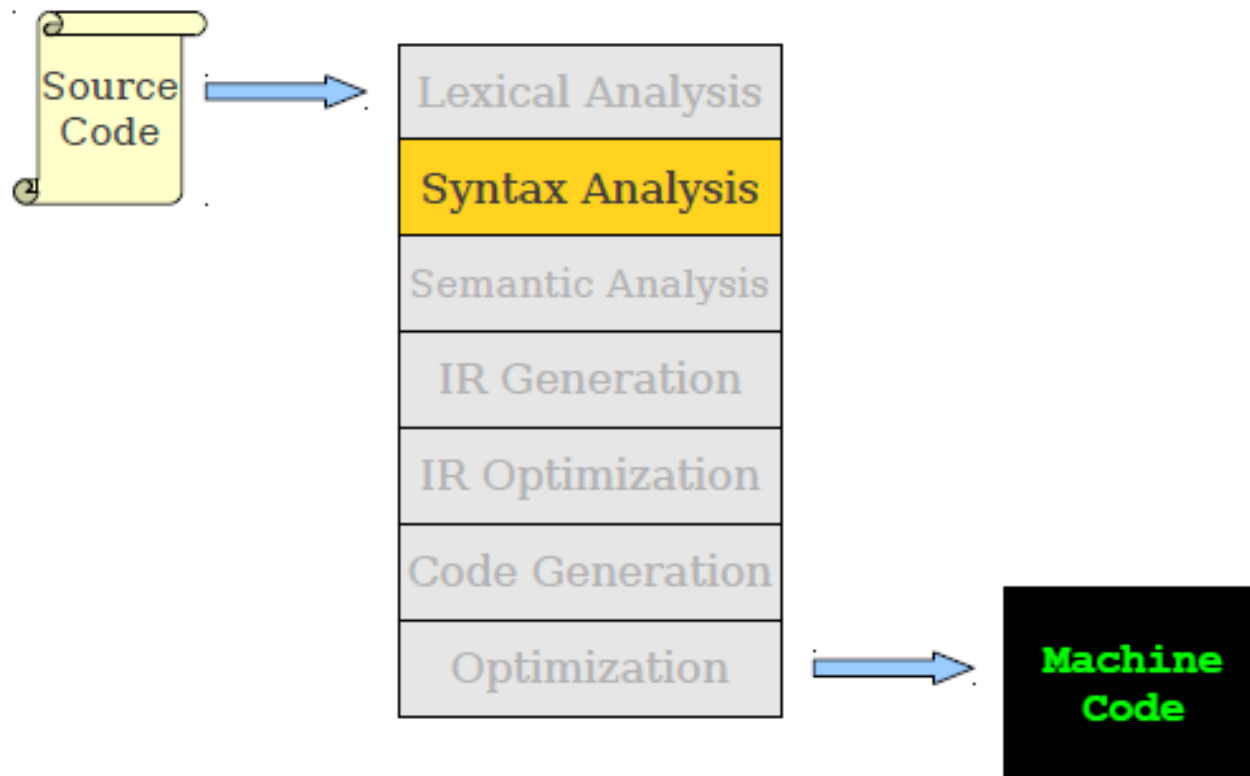 Source
Code
Lexical Analysis
Syntax Analysis
Semantic Analysis
IR Generation
IR Optimization
Code Generation
Optimization
Machine
Code